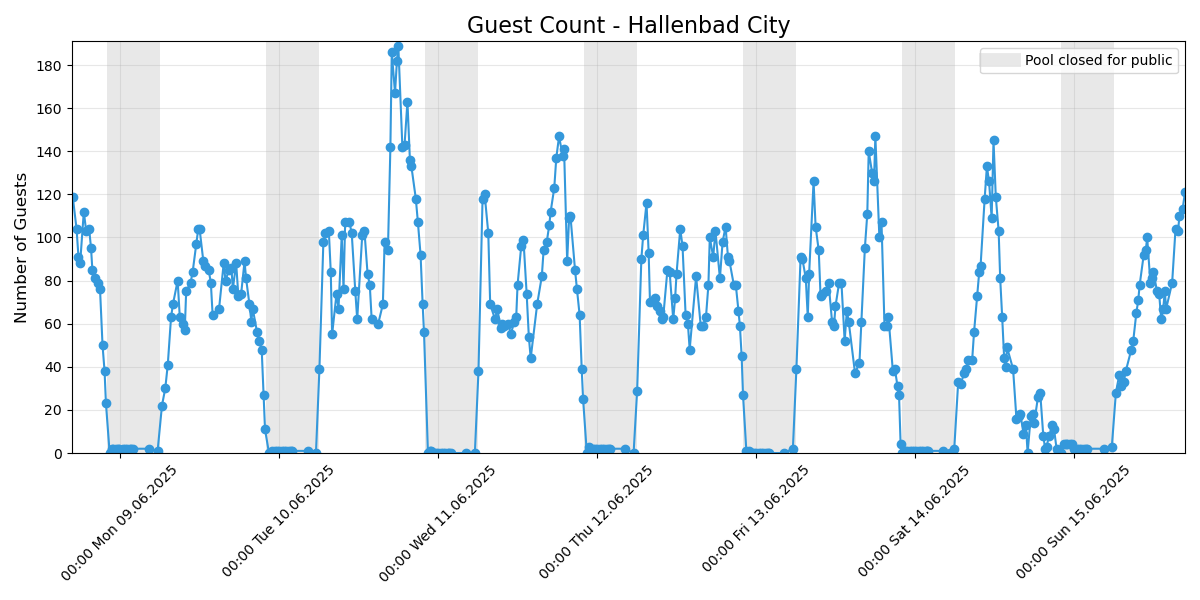 Guest Count - Hallenbad City
Pool closed for public
Number of Guests
180
160
140
120
100
80
60
40
20
0
00:00 Mon 09.06.2025
00:00 Tue 10.06.2025
00:00 Wed 11.06.2025
00:00 Thu 12.06.2025
00:00 Fri 13.06.2025
00:00 Sat 14.06.2025
00:00 Sun 15.06.2025